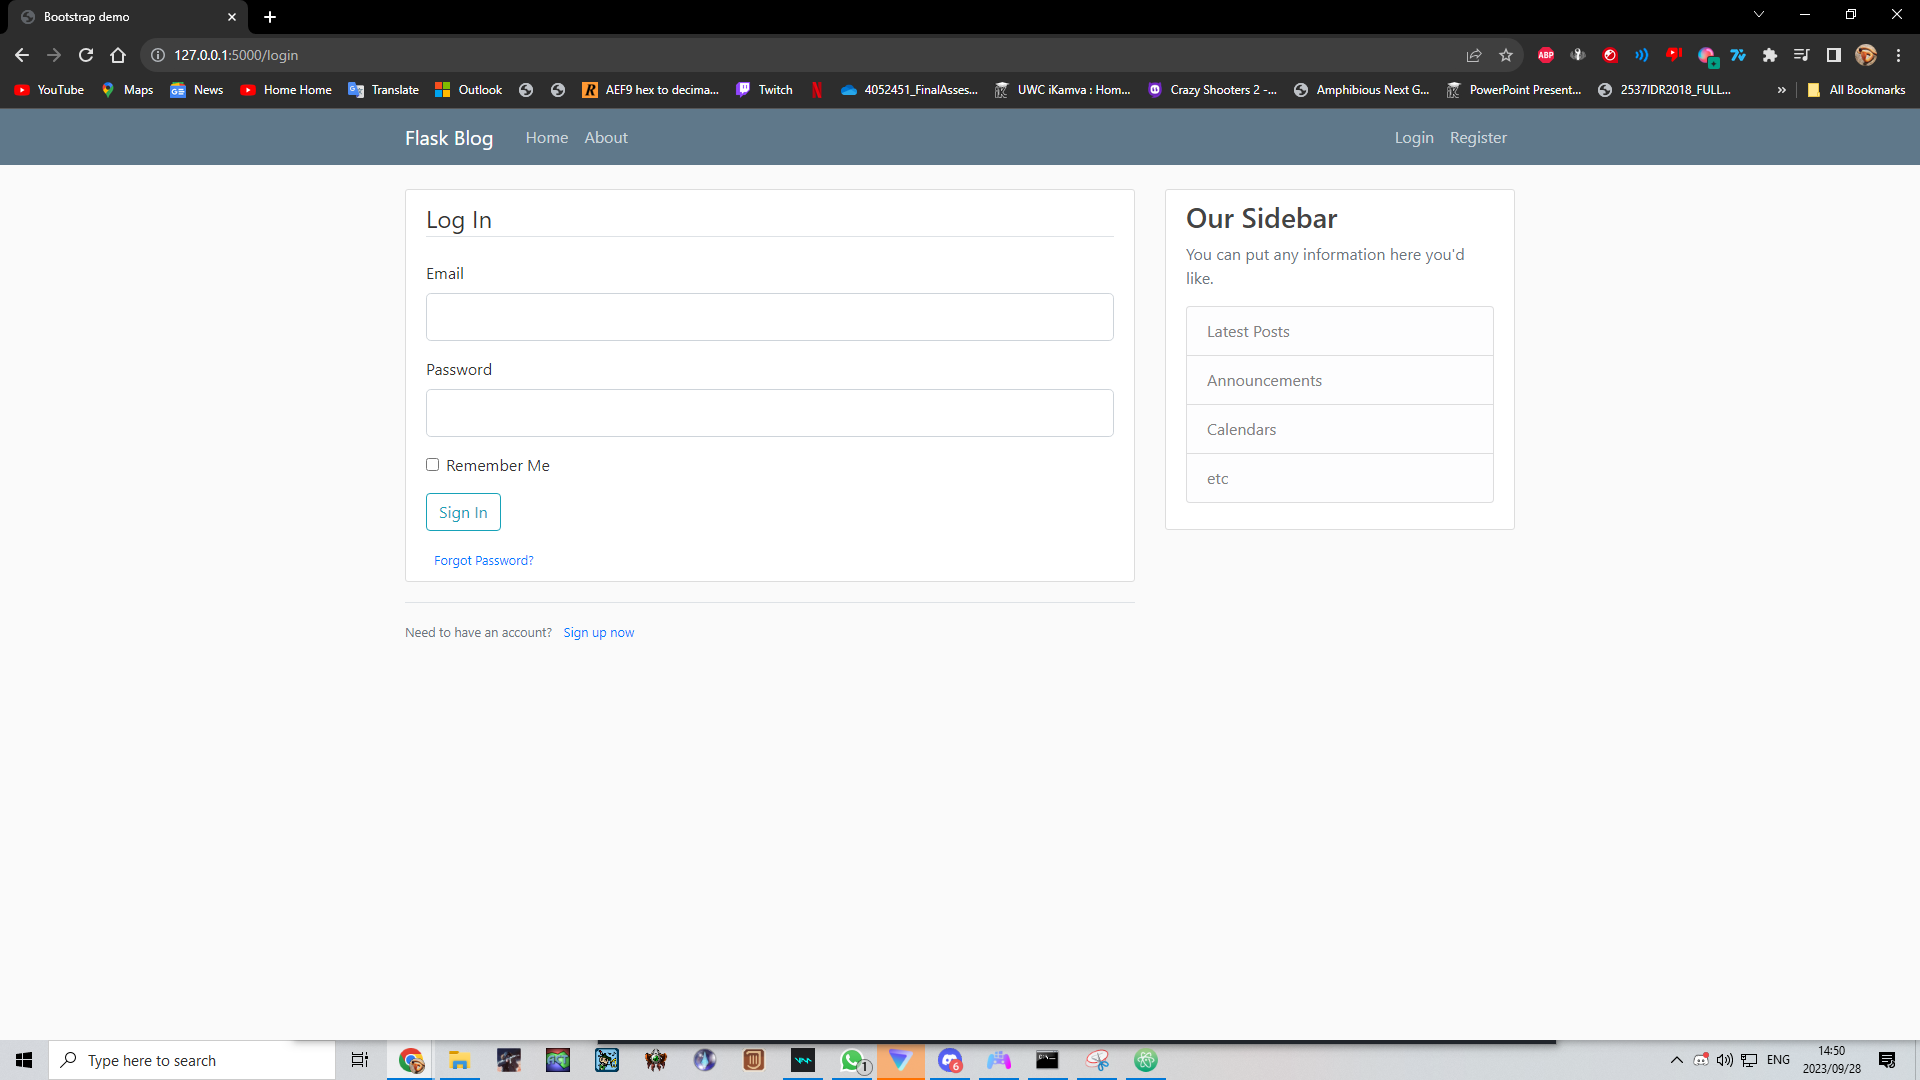 Bootstrap demo
127.0.0.1:5000/login
ABP
YouTube Maps News Home Home Translate Outlook AEF9 hex to decima... Twitch 4052451_FinalAsses... UWC iKamva : Hom... Crazy Shooters 2 -... Amphibious Next G... PowerPoint Present... 2537IDR2018_FULL... » All Bookmarks
Flask Blog Home About Login Register
Log In
Email
Password
Remember Me
Sign In
Forgot Password?
Need to have an account? Sign up now
Our Sidebar
You can put any information here you'd
like.
Latest Posts
Announcements
Calendars
etc
Type here to search
1
6
ENG
14:50
2023/09/28